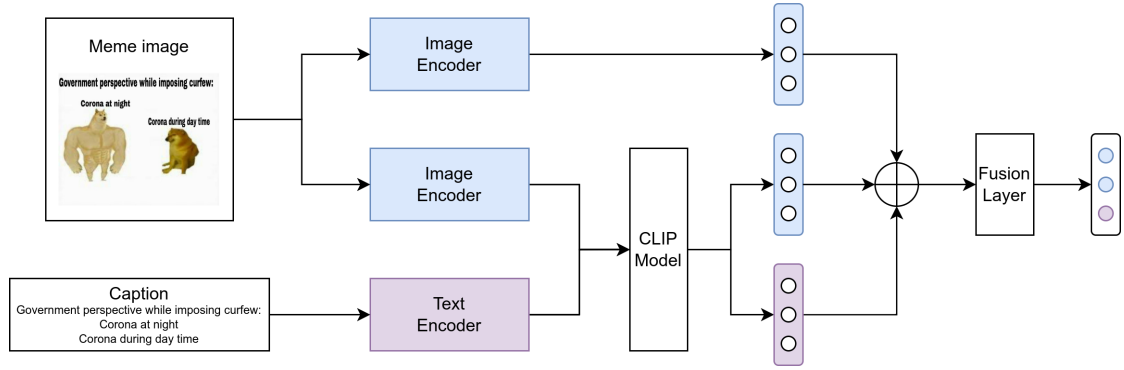 Meme image
Government perspective while imposing curfew:
Corona at night
Corona during day time
Image
Encoder
Image
Encoder
Caption
Government perspective while imposing curfew:
Corona at night
Corona during day time
Text
Encoder
CLIP
Model
Fusion
Layer